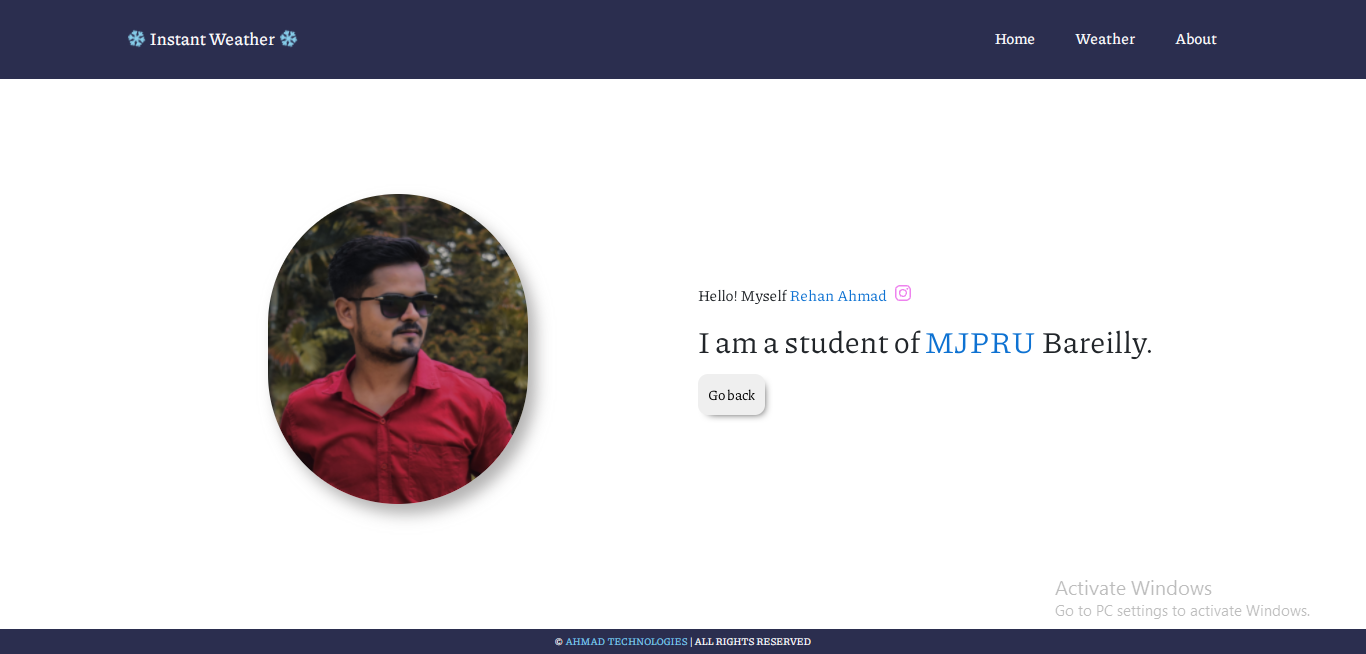 ❄️ Instant Weather ❄️
Home Weather About
Hello! Myself Rehan Ahmad
I am a student of MJPRU Bareilly.
Go back
Activate Windows
Go to PC settings to activate Windows.
© AHMAD TECHNOLOGIES | ALL RIGHTS RESERVED